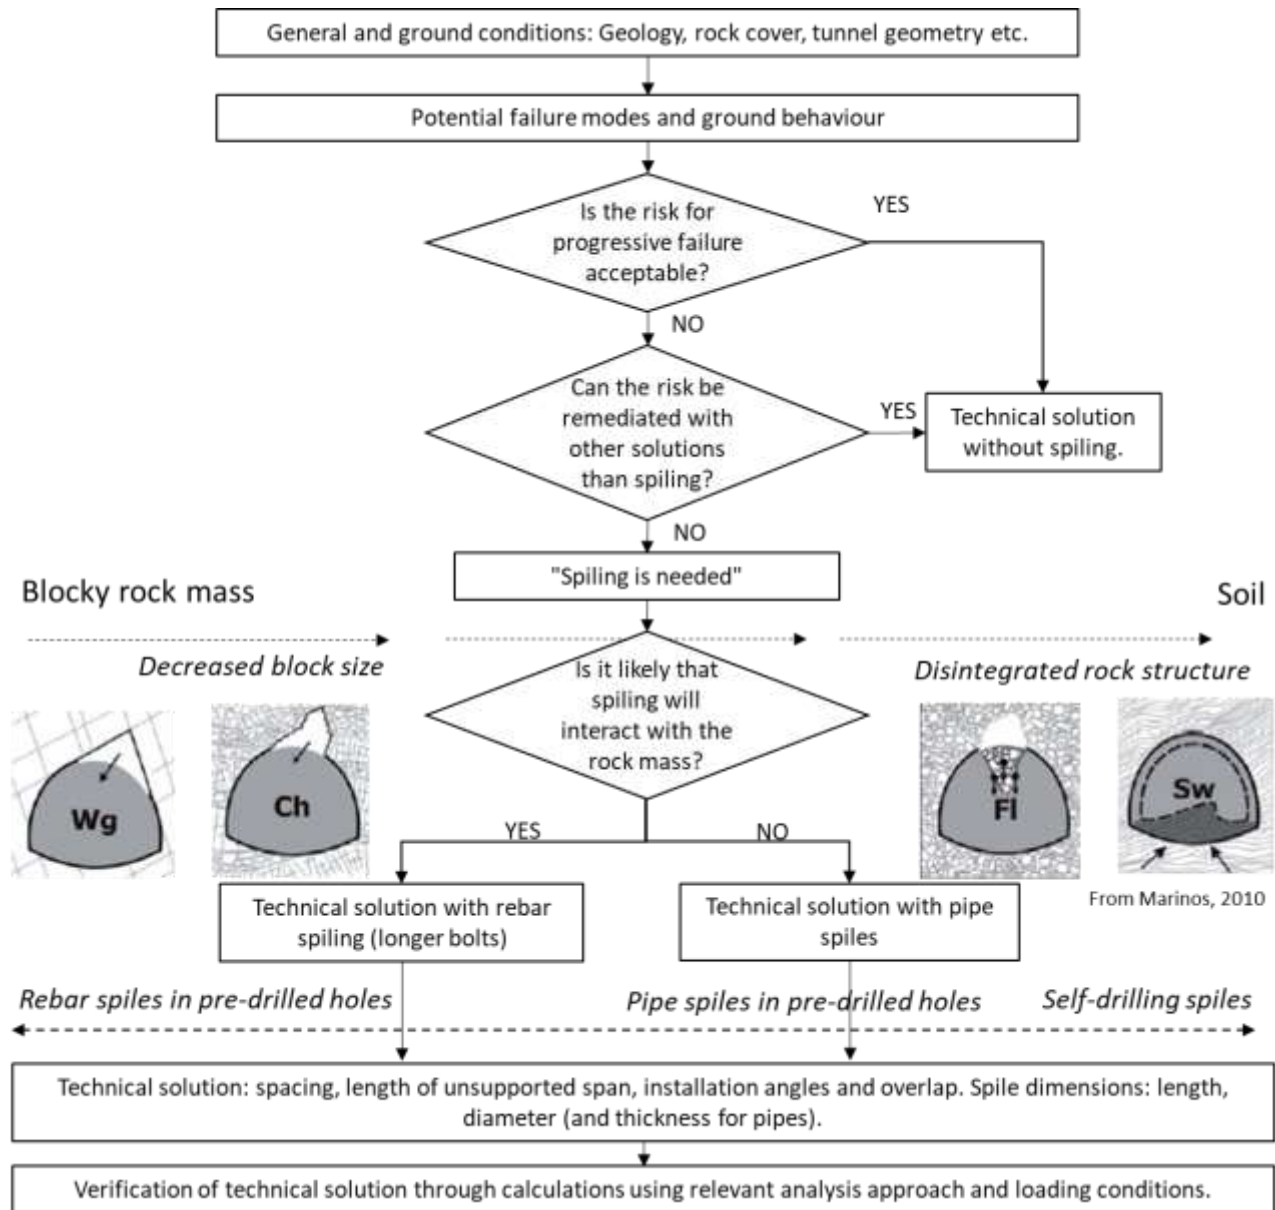 General and ground conditions: Geology, rock cover, tunnel geometry etc.
Potential failure modes and ground behaviour
Is the risk for
progressive failure
acceptable?
YES
NO
Can the risk be
remediated with
other solutions
than spiling?
YES
Technical solution
without spiling.
NO
"Spiling is needed"
Blocky rock mass
Soil
Decreased block size
Disintegrated rock structure
Is it likely that
spiling will
interact with the
rock mass?
Wg
Ch
Fl
Sw
From Marinos, 2010
YES
NO
Technical solution with rebar
spiling (longer bolts)
Technical solution with pipe
spiles
Rebar spiles in pre-drilled holes
Pipe spiles in pre-drilled holes
Self-drilling spiles
Technical solution: spacing, length of unsupported span, installation angles and overlap. Spile dimensions: length,
diameter (and thickness for pipes).
Verification of technical solution through calculations using relevant analysis approach and loading conditions.